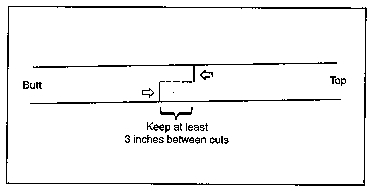 Butt
Top
Keep at least
3 inches between cuts